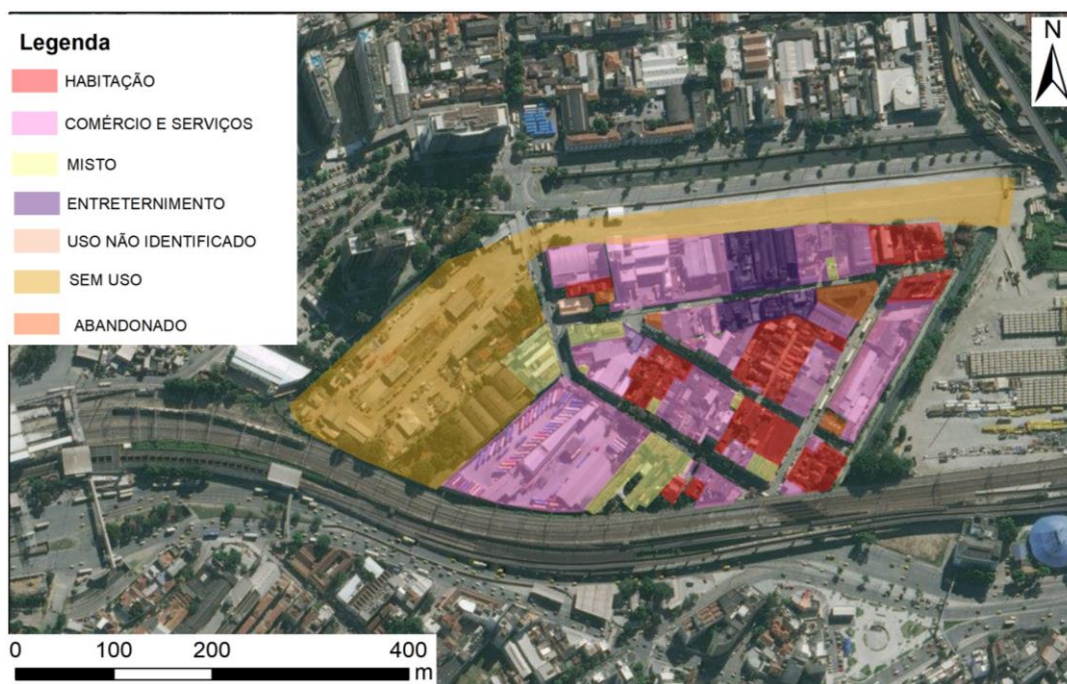 Legenda
HABITAÇÃO
COMÉRCIO E SERVIÇOS
MISTO
ENTRETERNIMENTO
USO NÃO IDENTIFICADO
SEM USO
ABANDONADO
N
0 100 200 400
m